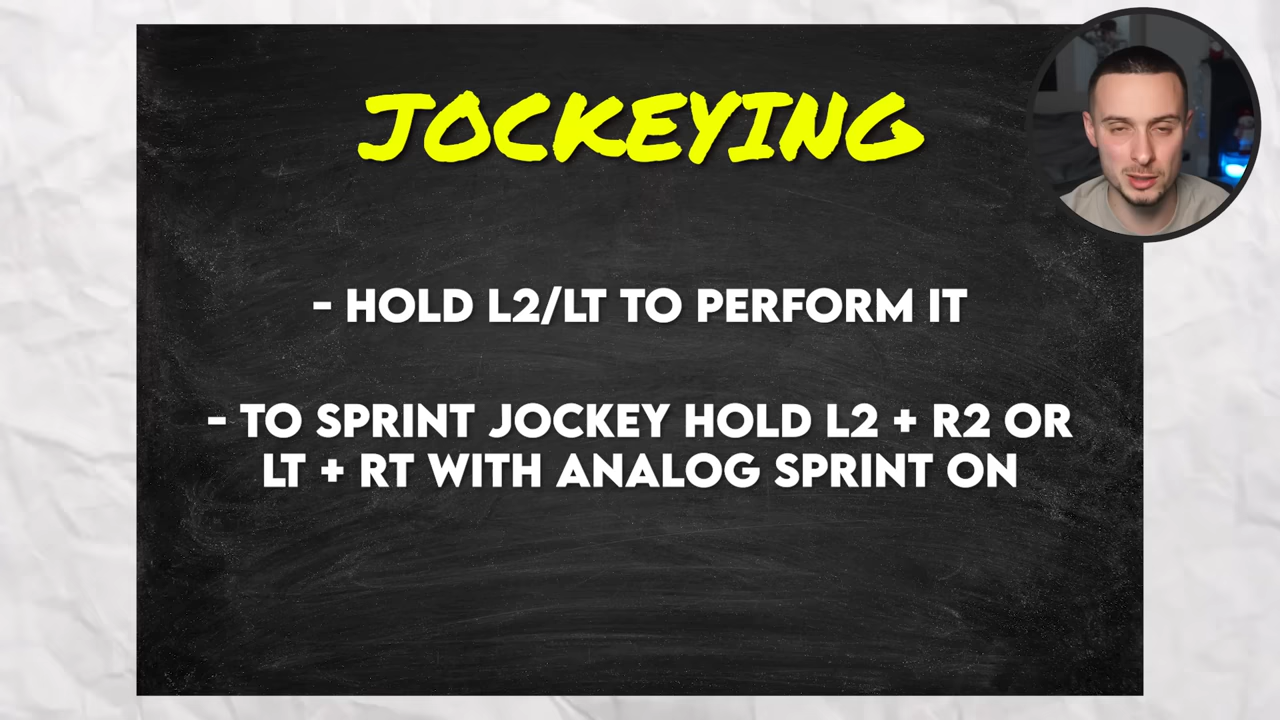 JOCKEYING
- HOLD L2/LT TO PERFORM IT
- TO SPRINT JOCKEY HOLD L2 + R2 OR
LT + RT WITH ANALOG SPRINT ON